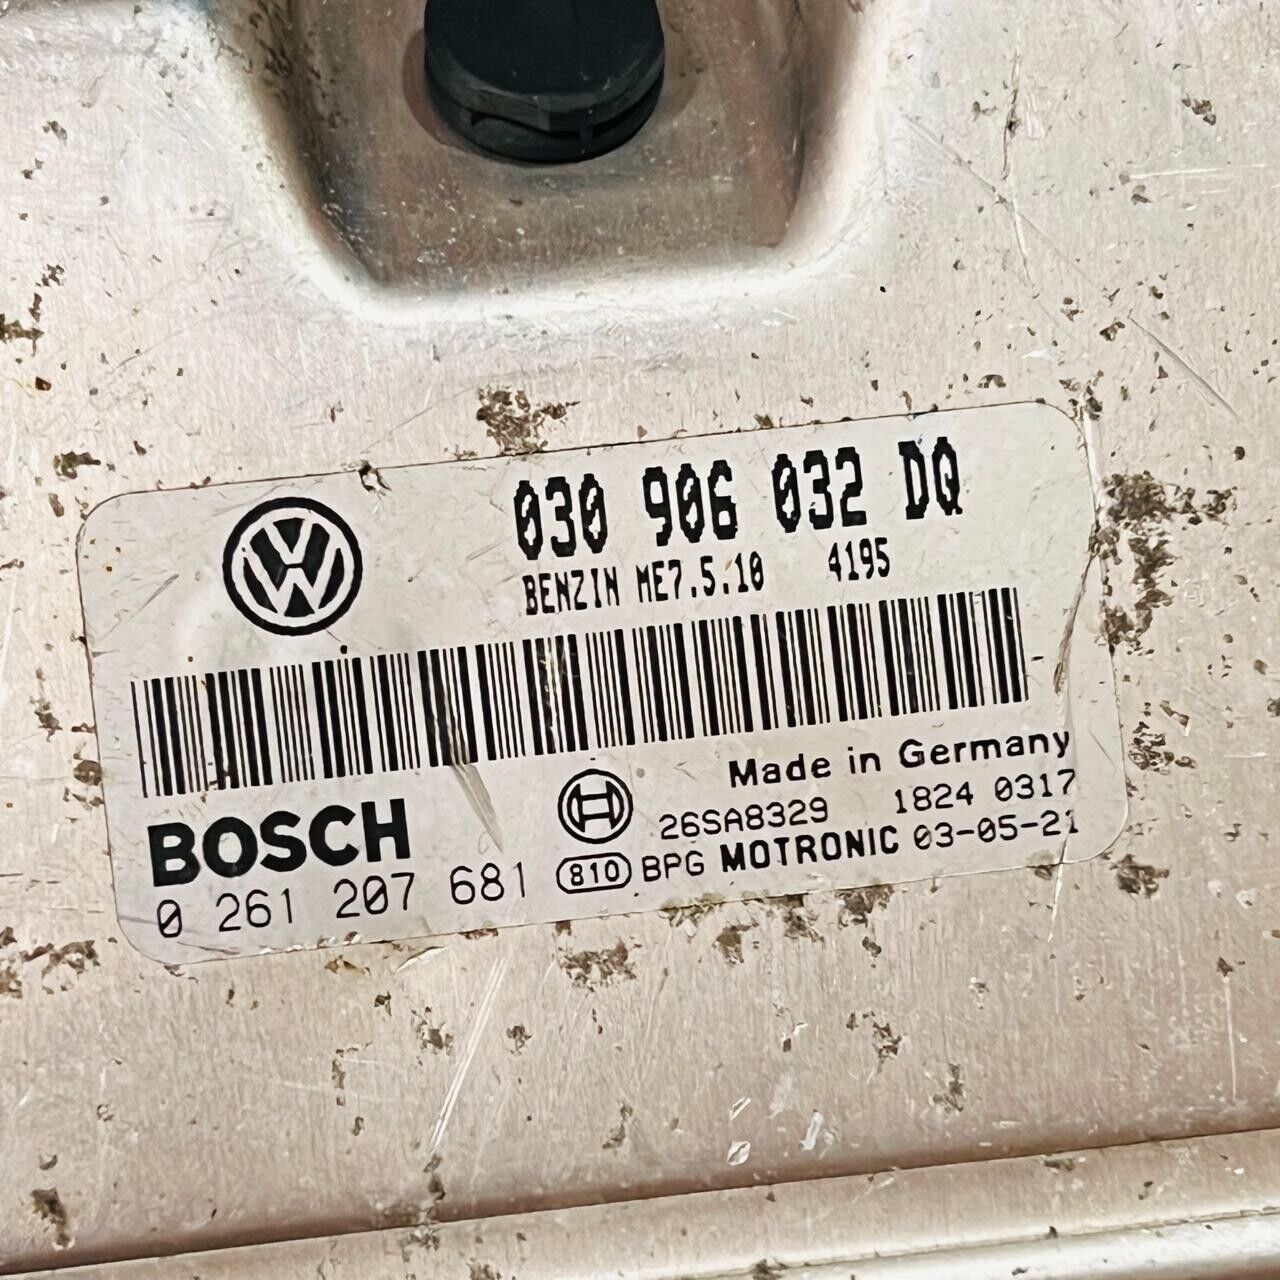 030 906 032 DQ
BENZIN ME7.5.10 4195
Made in Germany
BOSCH 26SA8329 1824 0317
0 261 207 681 810 BPG MOTRONIC 03-05-21